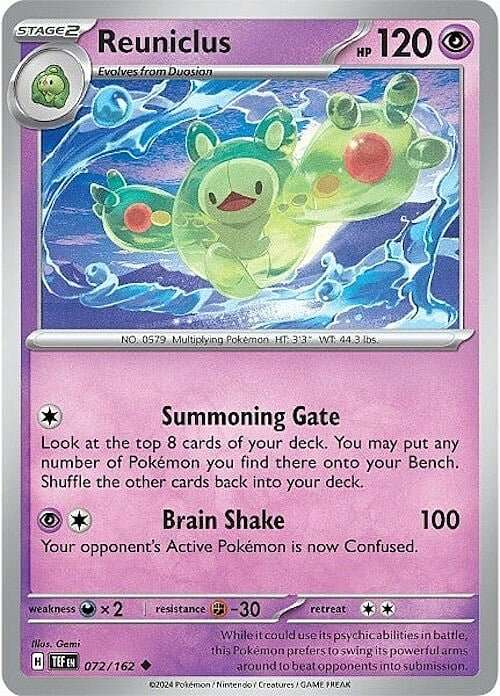 STAGE2
Reuniclus
HP 120
Evolves from Duosion
NO. 0579 Multiplying Pokémon HT: 3'3" WT: 44.3 lbs.
Summoning Gate
Look at the top 8 cards of your deck. You may put any
number of Pokémon you find there onto your Bench.
Shuffle the other cards back into your deck.
Brain Shake 100
Your opponent's Active Pokémon is now Confused.
weakness ×2 resistance -30 retreat
Illus. Gemi
While it could use its psychic abilities in battle,
this Pokémon prefers to swing its powerful arms
around to beat opponents into submission.
H TEF EN 072/162
©2024 Pokémon / Nintendo / Creatures / GAME FREAK